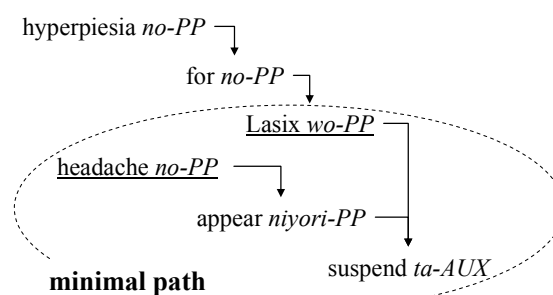 hyperpiesia no-PP
for no-PP
Lasix wo-PP
headache no-PP
appear niyori-PP
suspend ta-AUX
minimal path